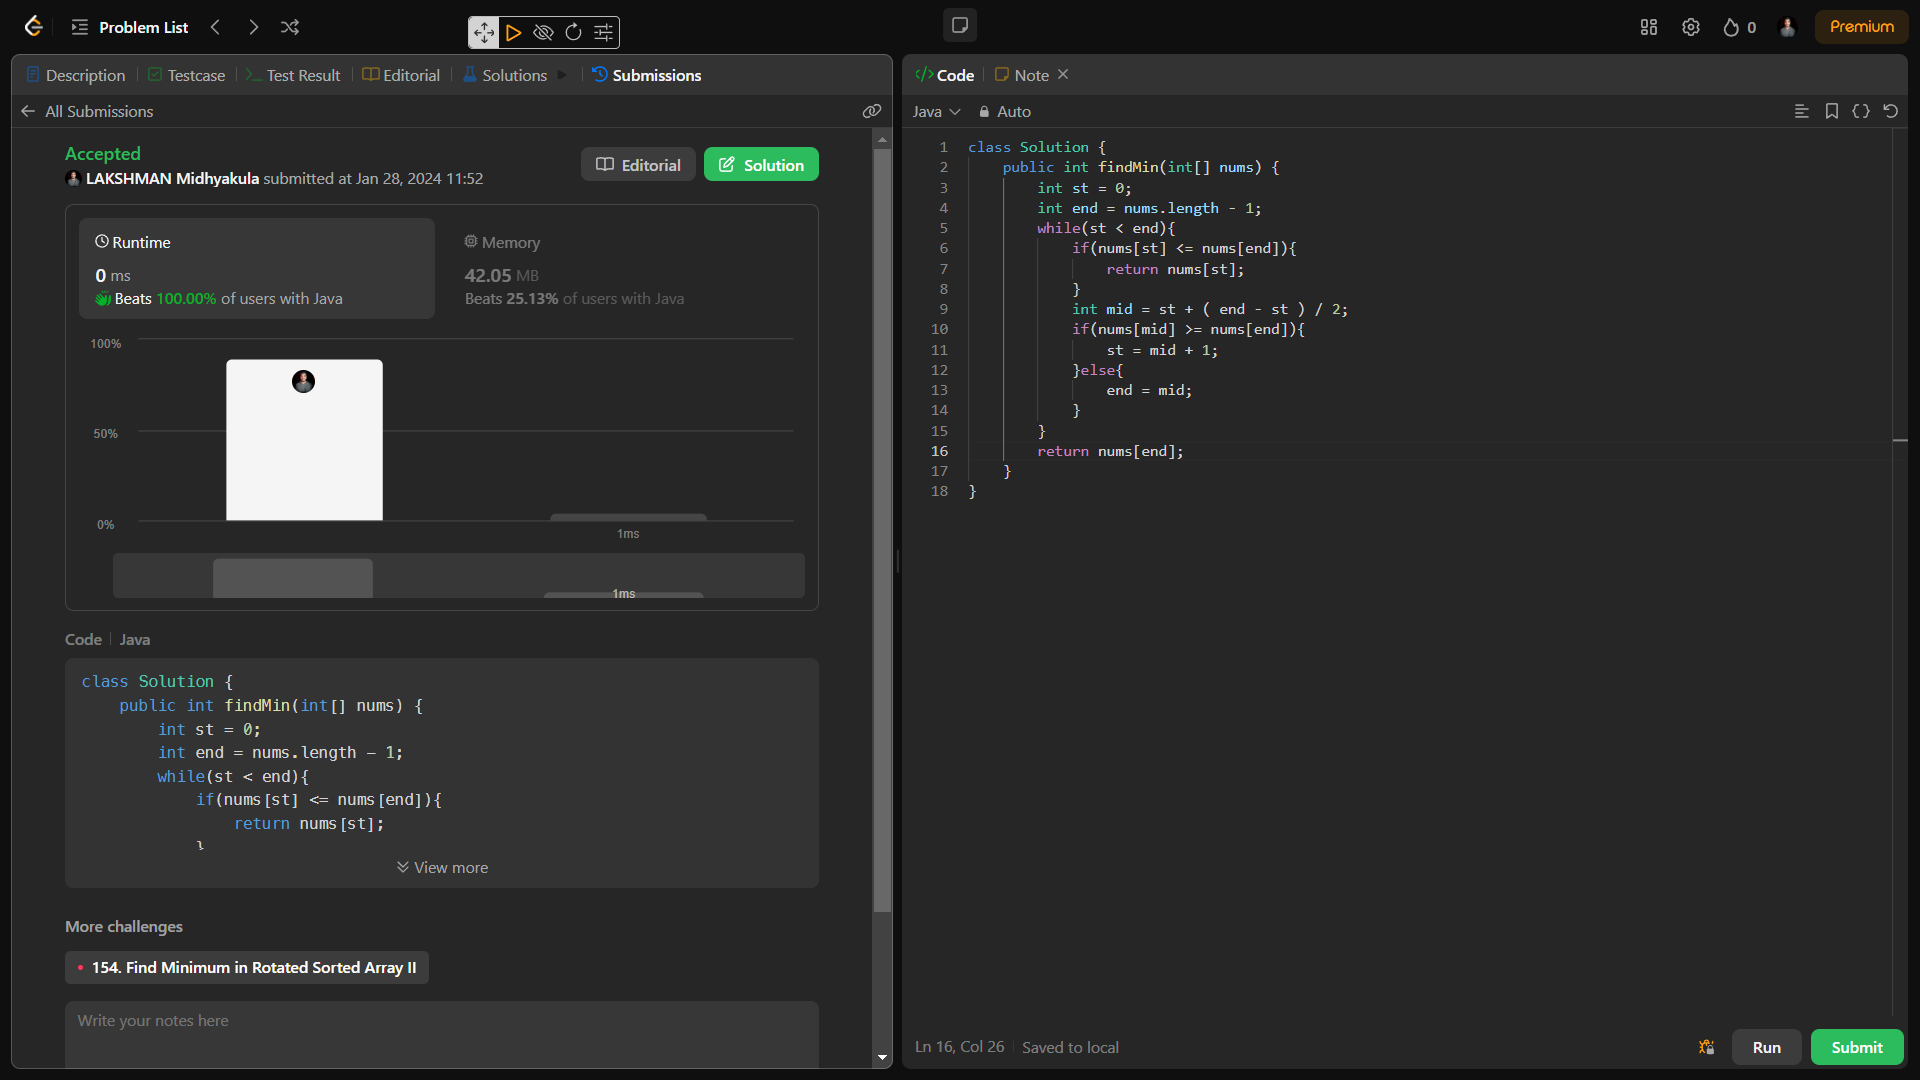 Problem List
0
Premium
Description
Testcase
Test Result
Editorial
Solutions
Submissions
All Submissions
Accepted
LAKSHMAN Midhyakula submitted at Jan 28, 2024 11:52
Editorial
Solution
Runtime
0 ms
Beats 100.00% of users with Java
Memory
42.05 MB
Beats 25.13% of users with Java
100%
50%
0%
1ms
1ms
Code
Java
class Solution {
    public int findMin(int[] nums) {
        int st = 0;
        int end = nums.length - 1;
        while(st < end){
            if(nums[st] <= nums[end]){
                return nums[st];
            }
View more
More challenges
154. Find Minimum in Rotated Sorted Array II
Write your notes here
</> Code
Note
Java
Auto
1 class Solution {
2     public int findMin(int[] nums) {
3         int st = 0;
4         int end = nums.length - 1;
5         while(st < end){
6             if(nums[st] <= nums[end]){
7                 return nums[st];
8             }
9             int mid = st + ( end - st ) / 2;
10             if(nums[mid] >= nums[end]){
11                 st = mid + 1;
12             }else{
13                 end = mid;
14             }
15         }
16         return nums[end];
17     }
18 }
Ln 16, Col 26
Saved to local
Run
Submit